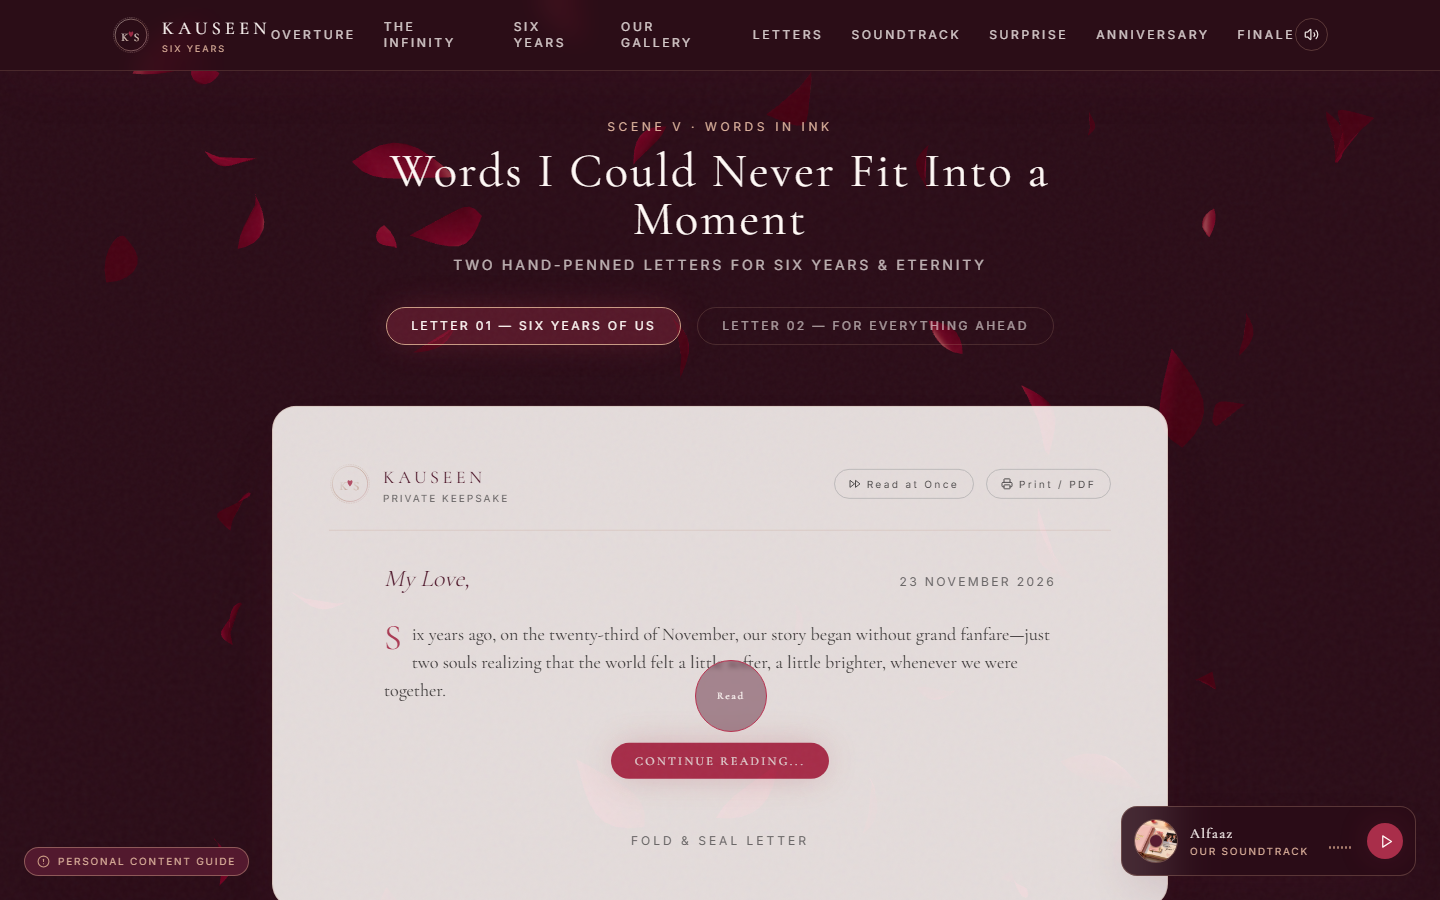 K♥S
KAUSEEN
SIX YEARS
OVERTURE
THE INFINITY
SIX YEARS
OUR GALLERY
LETTERS
SOUNDTRACK
SURPRISE
ANNIVERSARY
FINALE
SCENE V · WORDS IN INK
Words I Could Never Fit Into a
Moment
TWO HAND-PENNED LETTERS FOR SIX YEARS & ETERNITY
LETTER 01 — SIX YEARS OF US
LETTER 02 — FOR EVERYTHING AHEAD
K♥S
KAUSEEN
PRIVATE KEEPSAKE
Read at Once
Print / PDF
My Love,
23 NOVEMBER 2026
Six years ago, on the twenty-third of November, our story began without grand fanfare—just
two souls realizing that the world felt a little softer, a little brighter, whenever we were
together.
Read
CONTINUE READING...
FOLD & SEAL LETTER
PERSONAL CONTENT GUIDE
Alfaaz
OUR SOUNDTRACK